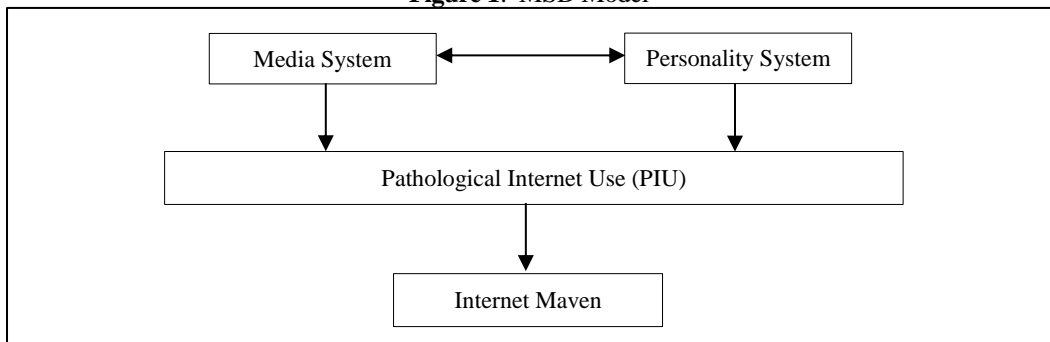 Figure 1. MSD Model
Media System
Personality System
Pathological Internet Use (PIU)
Internet Maven